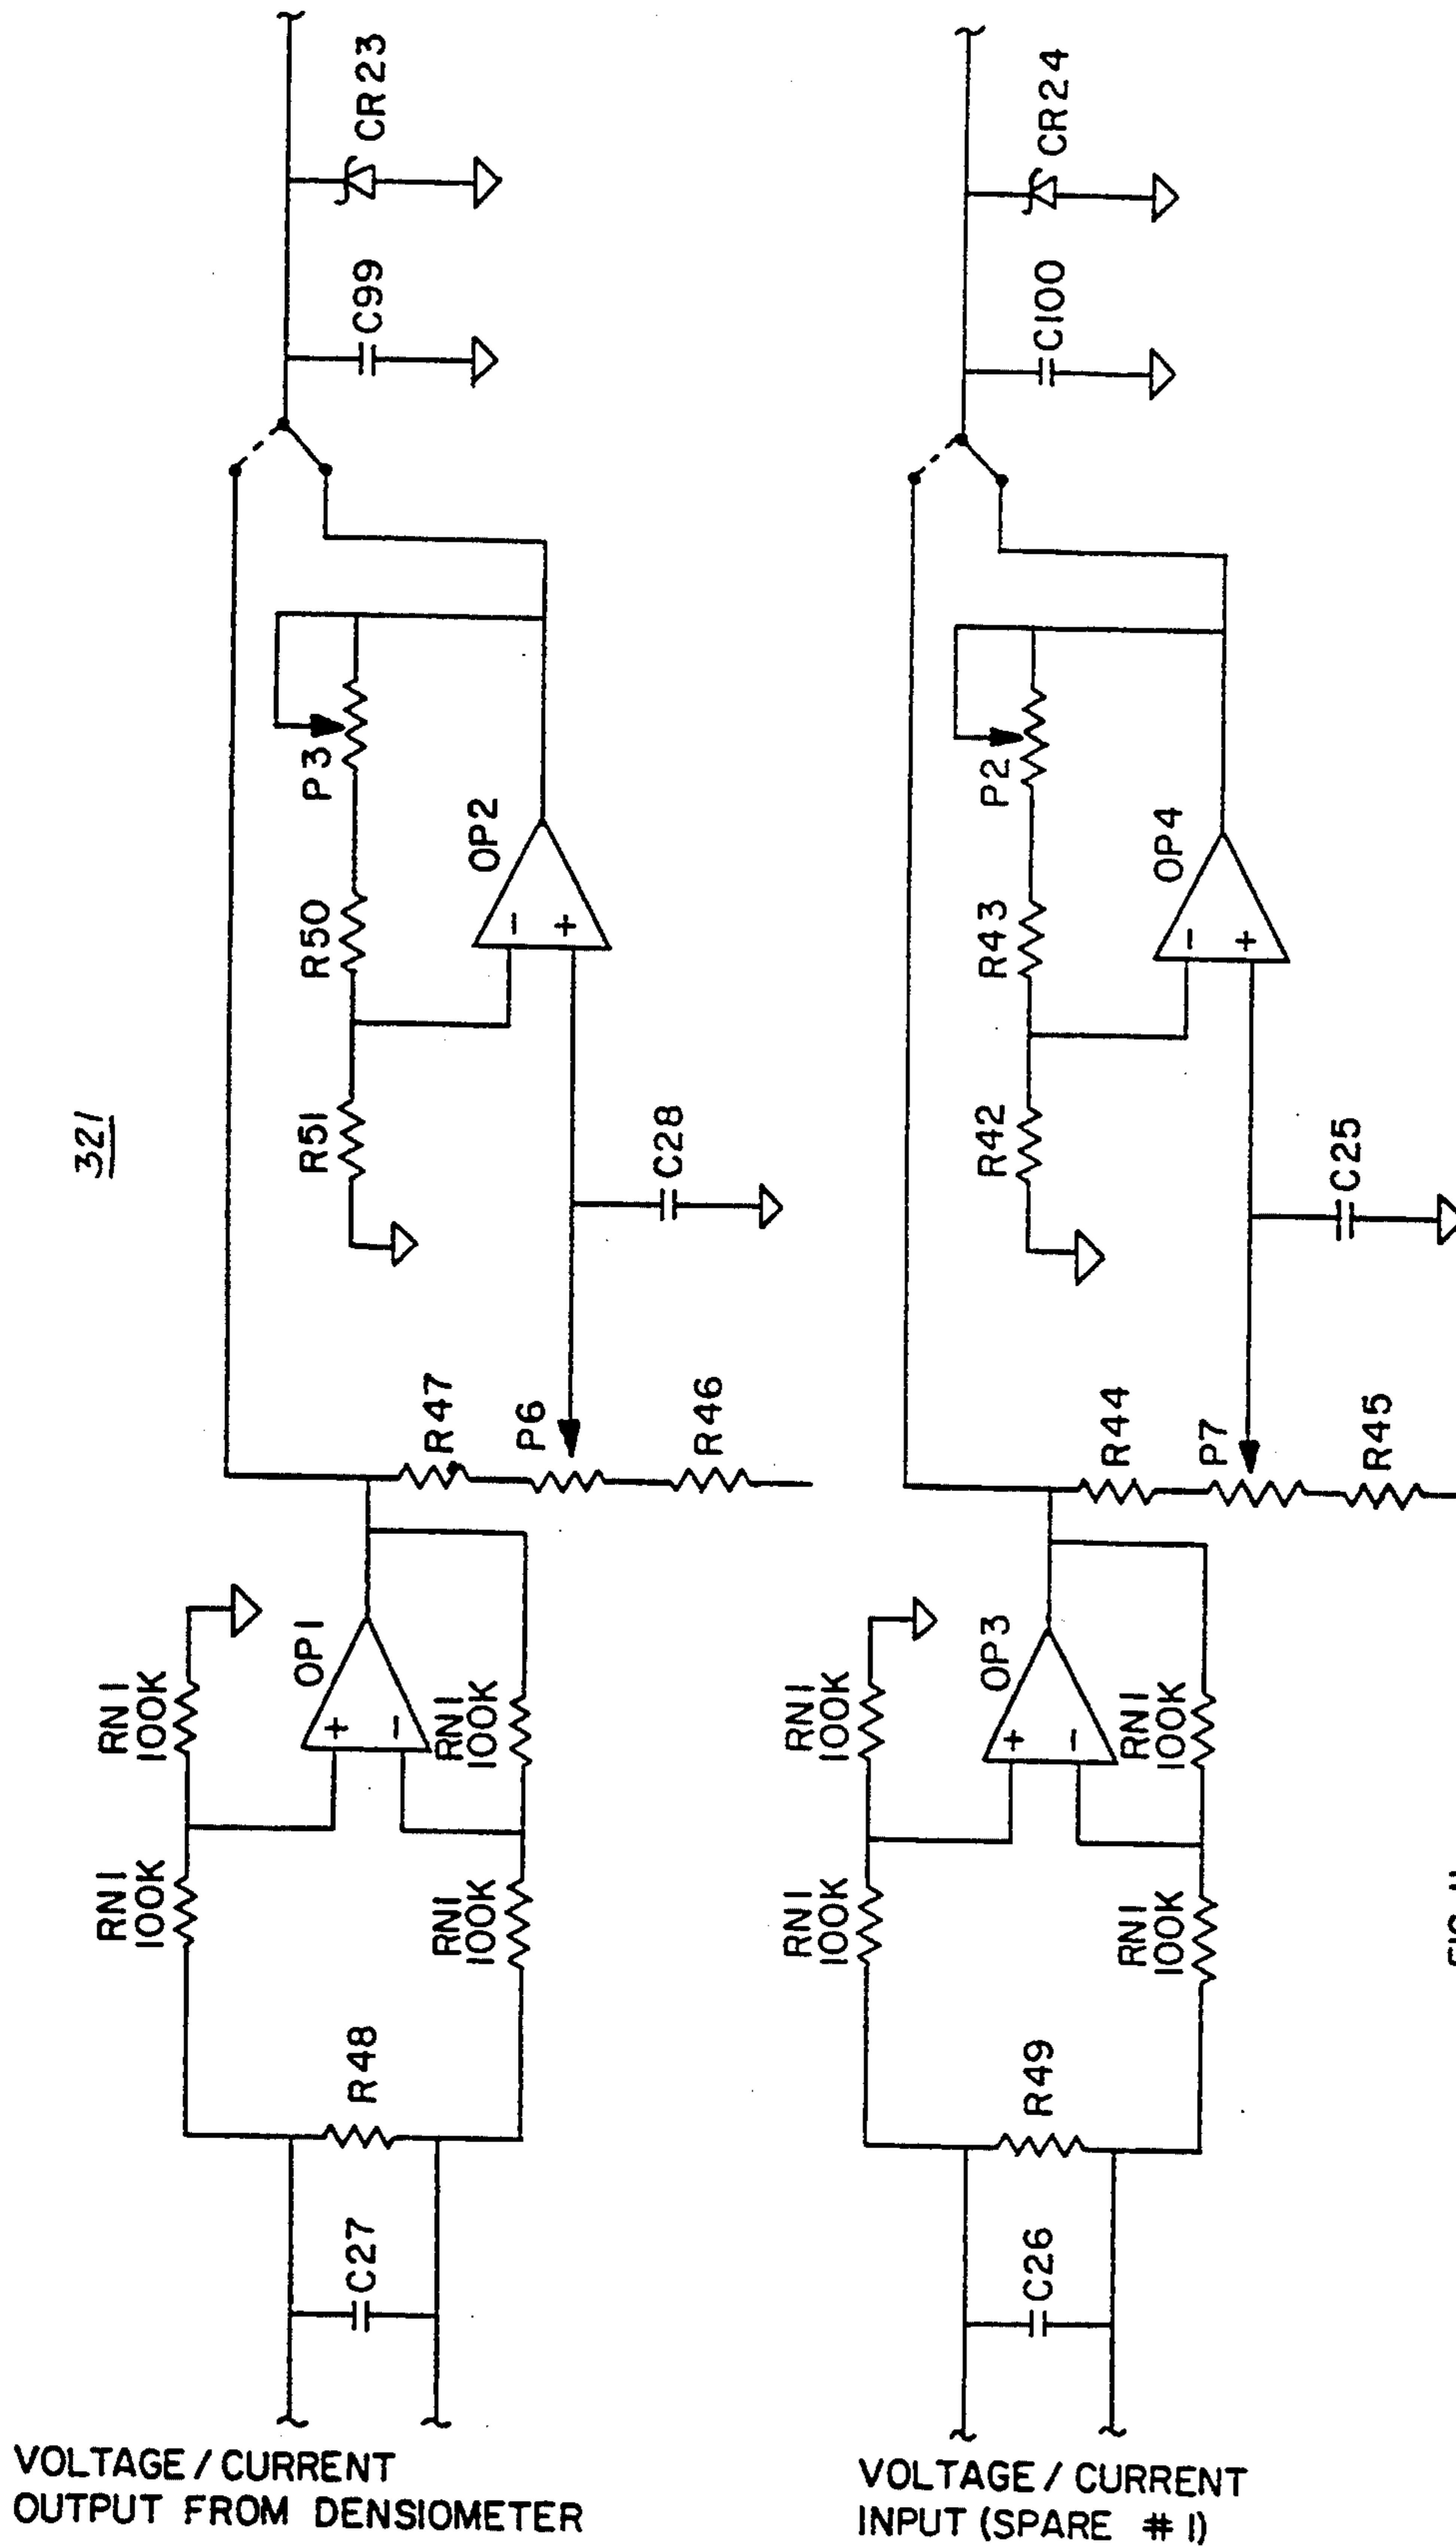 321
VOLTAGE / CURRENT
OUTPUT FROM DENSIOMETER
C27
R48
RN1
100K
RN1
100K
RN1
100K
RN1
100K
OP1
+
−
R47
P6
R46
C28
R51
R50
P3
OP2
−
+
C99
CR23
VOLTAGE / CURRENT
INPUT (SPARE # 1)
C26
R49
RN1
100K
RN1
100K
RN1
100K
RN1
100K
OP3
+
−
R44
P7
R45
C25
R42
R43
P2
OP4
−
+
C100
CR24